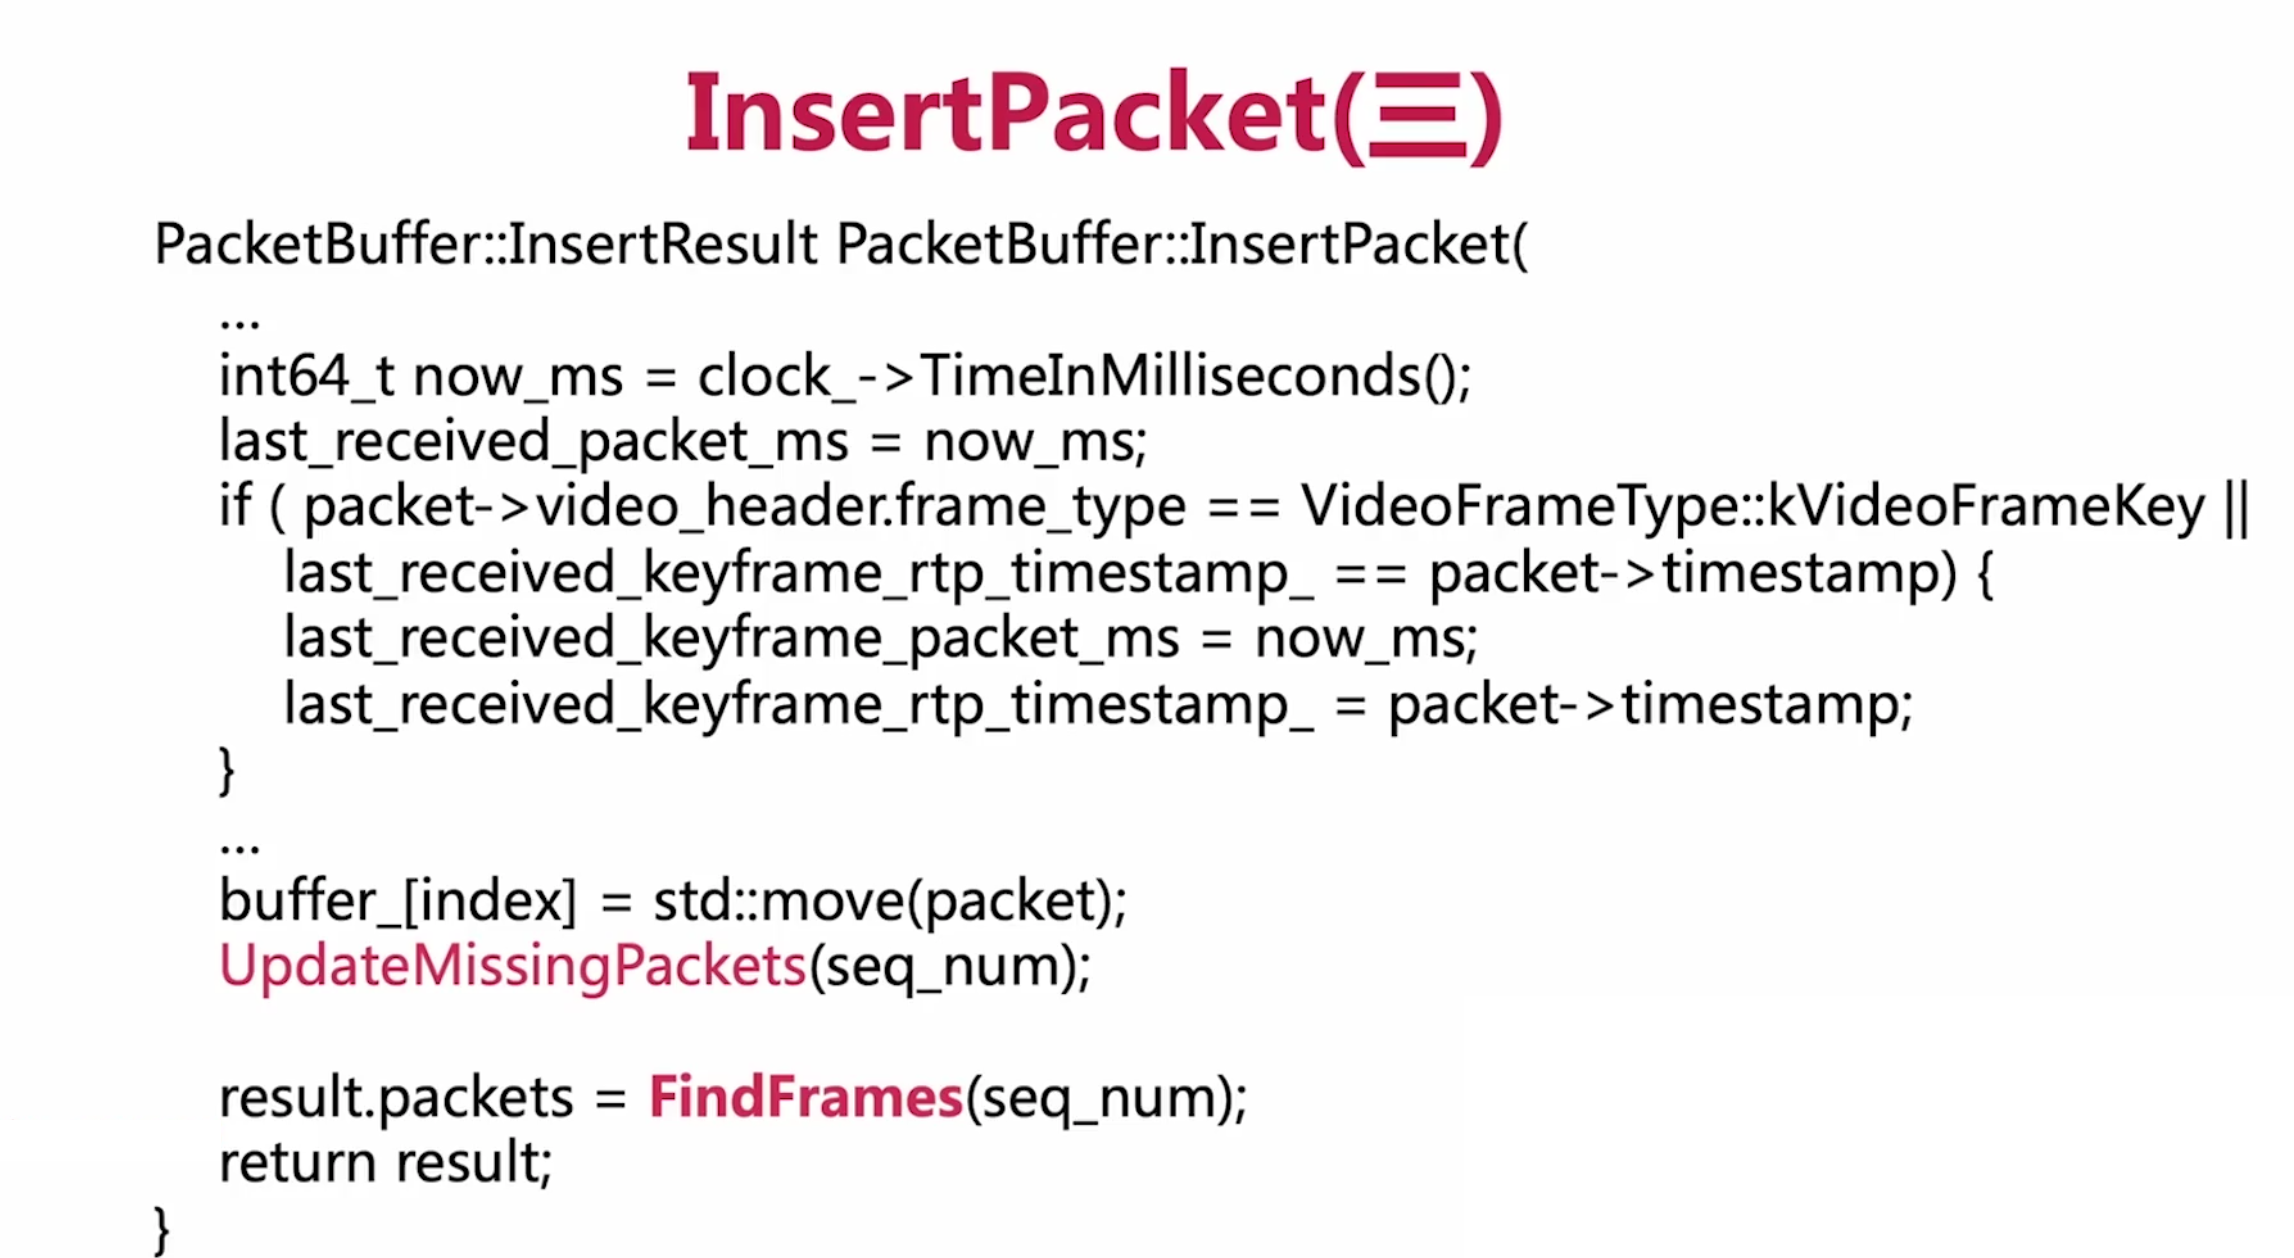 InsertPacket(三)
PacketBuffer::InsertResult PacketBuffer::InsertPacket(
...
int64_t now_ms = clock_->TimeInMilliseconds();
last_received_packet_ms = now_ms;
if ( packet->video_header.frame_type == VideoFrameType::kVideoFrameKey ||
last_received_keyframe_rtp_timestamp_ == packet->timestamp) {
last_received_keyframe_packet_ms = now_ms;
last_received_keyframe_rtp_timestamp_ = packet->timestamp;
}
...
buffer_[index] = std::move(packet);
UpdateMissingPackets(seq_num);
result.packets = FindFrames(seq_num);
return result;
}